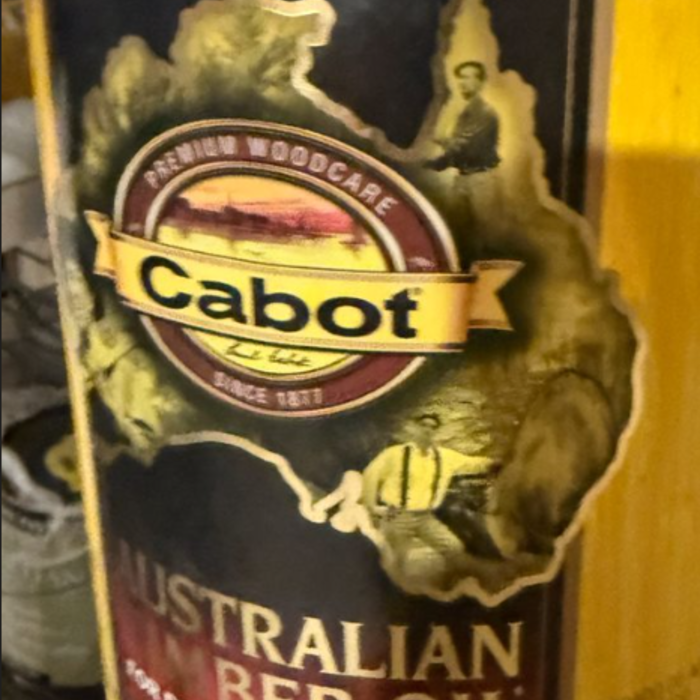 PREMIUM WOODCARE
Cabot
SINCE 1877
AUSTRALIAN